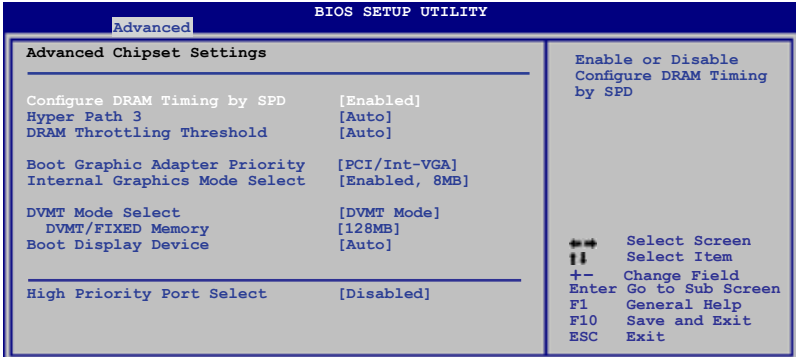 BIOS SETUP UTILITY
Advanced
Advanced Chipset Settings
Configure DRAM Timing by SPD [Enabled]
Hyper Path 3 [Auto]
DRAM Throttling Threshold [Auto]
Boot Graphic Adapter Priority [PCI/Int-VGA]
Internal Graphics Mode Select [Enabled, 8MB]
DVMT Mode Select [DVMT Mode]
DVMT/FIXED Memory [128MB]
Boot Display Device [Auto]
High Priority Port Select [Disabled]
Enable or Disable
Configure DRAM Timing
by SPD
←→ Select Screen
↑↓ Select Item
+- Change Field
Enter Go to Sub Screen
F1 General Help
F10 Save and Exit
ESC Exit